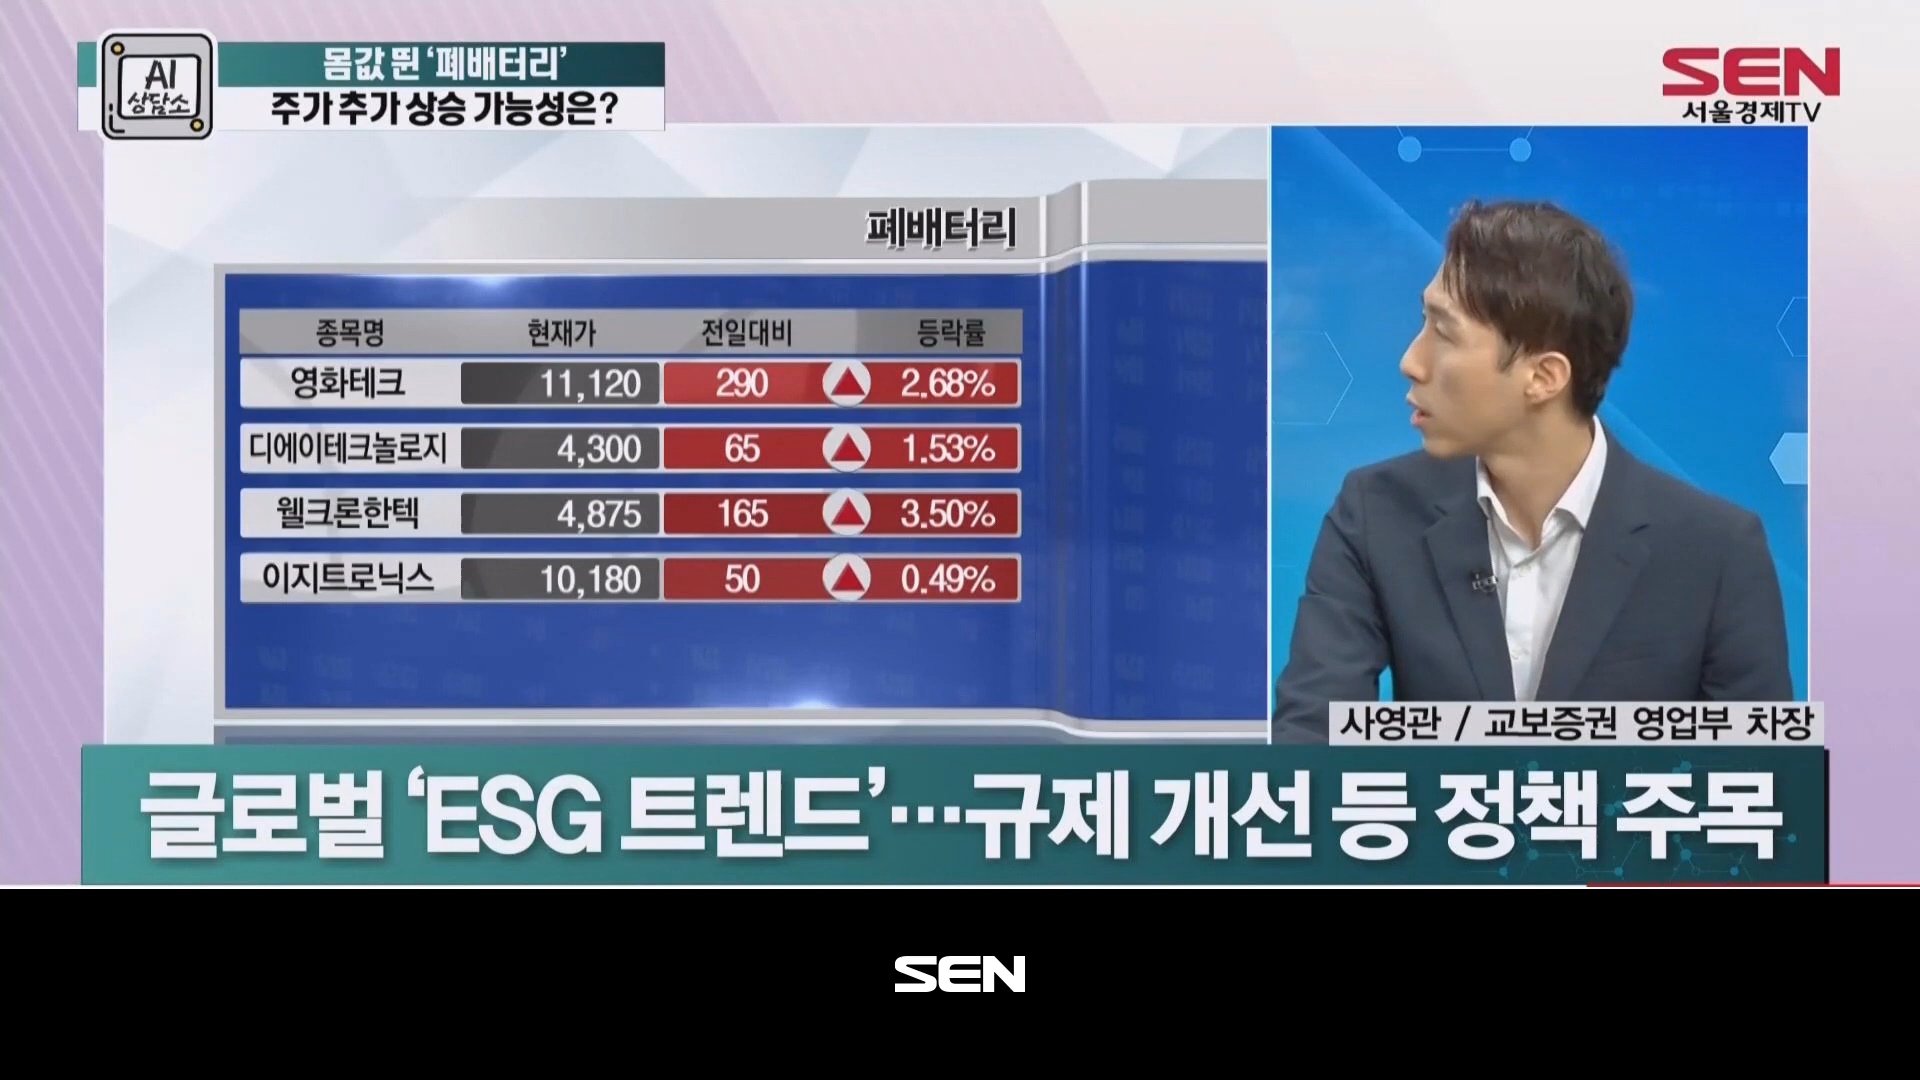 AI
상담소
몸값 뛴 ‘폐배터리’
주가 추가 상승 가능성은?
SEN
서울경제TV
폐배터리
종목명 현재가 전일대비 등락률
영화테크 11,120 290 ▲ 2.68%
디에이테크놀로지 4,300 65 ▲ 1.53%
웰크론한텍 4,875 165 ▲ 3.50%
이지트로닉스 10,180 50 ▲ 0.49%
사영관 / 교보증권 영업부 차장
글로벌 ‘ESG 트렌드’…규제 개선 등 정책 주목
SEN